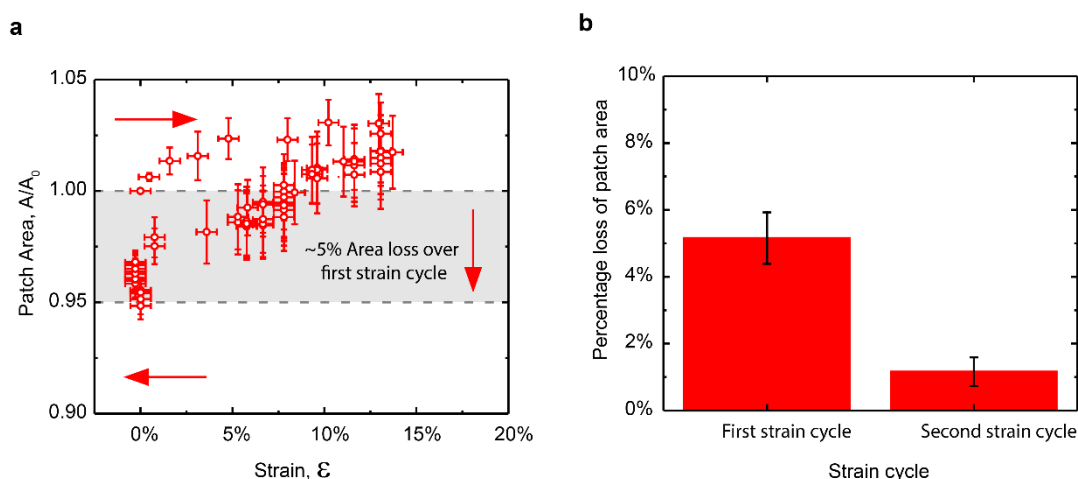 a
1.05
1.00
0.95
0.90
Patch Area, A/A0
~5% Area loss over
first strain cycle
0%
5%
10%
15%
20%
Strain, ε
b
10%
8%
6%
4%
2%
0%
Percentage loss of patch area
First strain cycle
Second strain cycle
Strain cycle